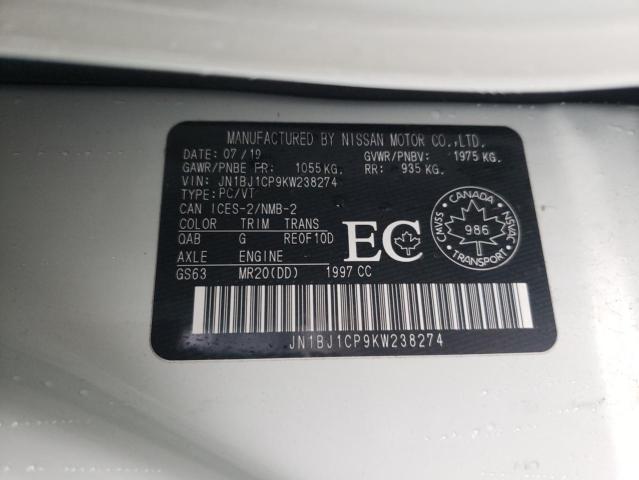 MANUFACTURED BY NISSAN MOTOR CO.,LTD.
DATE: 07/19 GVWR/PNBV: 1975 KG.
GAWR/PNBE FR: 1055 KG. RR: 935 KG.
VIN: JN1BJ1CP9KW238274
TYPE: PC/VT
CAN ICES-2/NMB-2
COLOR TRIM TRANS
QAB G RE0F10D
AXLE ENGINE
GS63 MR20(DD) 1997 CC
EC
CANADA
CMVSS 986 NSVAC
TRANSPORT
JN1BJ1CP9KW238274